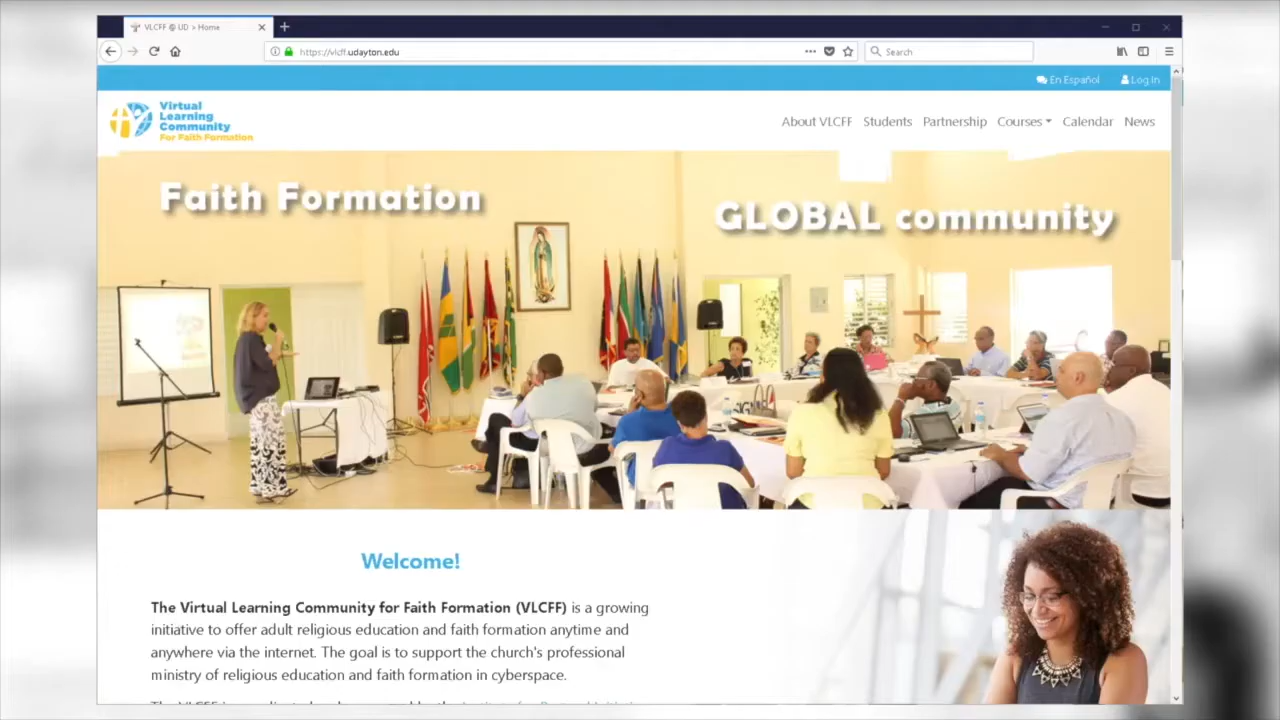 VLCFF @ UD > Home
https://vlcff.udayton.edu
Search
En Español
Log In
Virtual
Learning
Community
For Faith Formation
About VLCFF Students Partnership Courses Calendar News
Faith Formation
GLOBAL community
Welcome!
The Virtual Learning Community for Faith Formation (VLCFF) is a growing
initiative to offer adult religious education and faith formation anytime and
anywhere via the internet. The goal is to support the church's professional
ministry of religious education and faith formation in cyberspace.